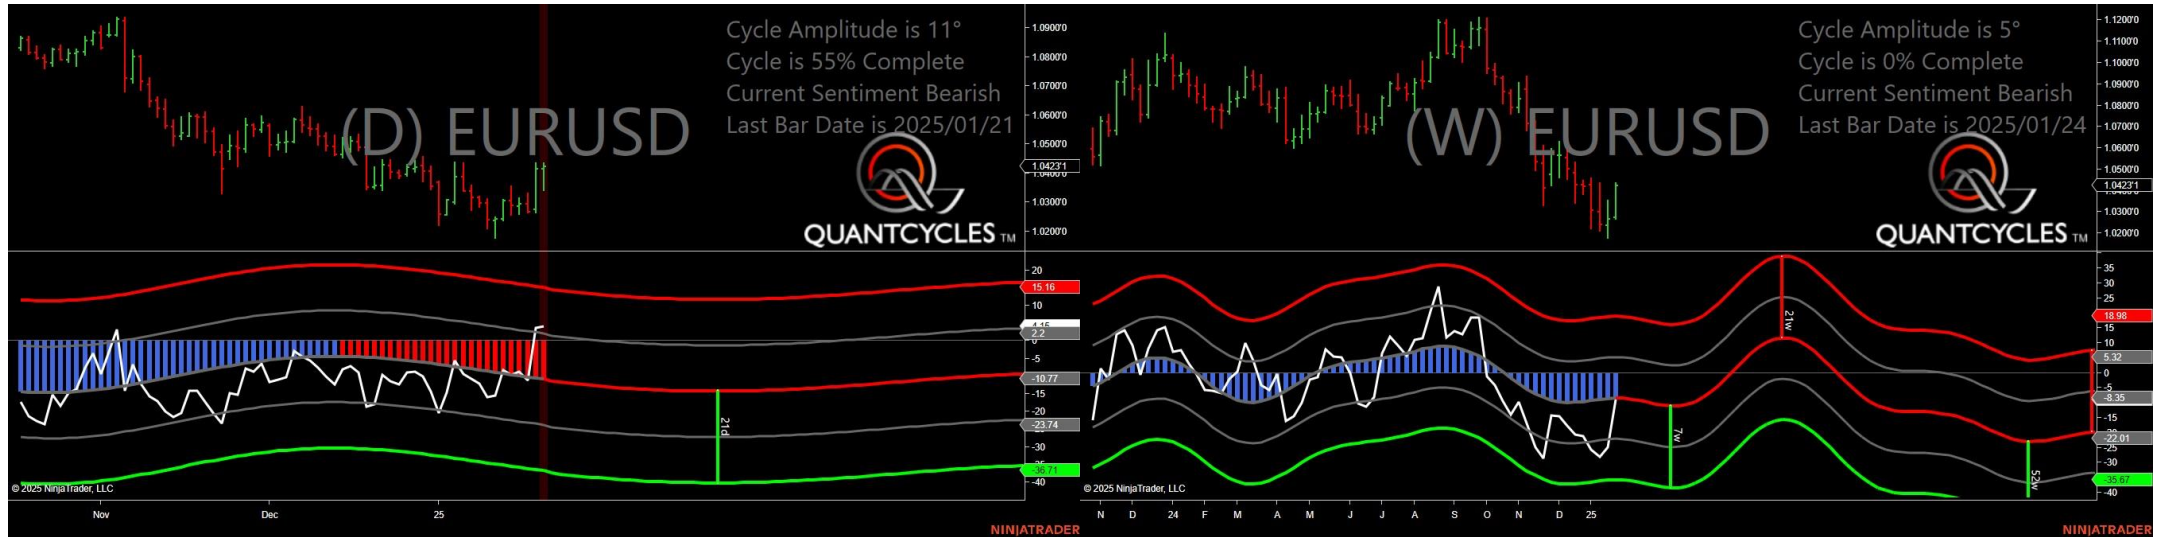 Cycle Amplitude is 11°
Cycle is 55% Complete
Current Sentiment Bearish
Last Bar Date is 2025/01/21
(D) EURUSD
QUANTCYCLES TM
1.0900'0
1.0800'0
1.0700'0
1.0600'0
1.0500'0
1.0423'1
1.0300'0
1.0200'0
20
15.16
10
2.2
0
-5
-10.77
-15
-20
-23.74
-30
-36.71
-40
21d
© 2025 NinjaTrader, LLC
Nov Dec 25
NINJATRADER
Cycle Amplitude is 5°
Cycle is 0% Complete
Current Sentiment Bearish
Last Bar Date is 2025/01/24
(W) EURUSD
QUANTCYCLES TM
1.1200'0
1.1100'0
1.1000'0
1.0900'0
1.0800'0
1.0700'0
1.0600'0
1.0500'0
1.0423'1
1.0300'0
1.0200'0
35
30
25
18.98
15
10
5.32
0
-5
-8.35
-15
-22.01
-25
-30
-35.67
-40
7w
21w
52w
© 2025 NinjaTrader, LLC
N D 24 F M A M J J A S O N D 25
NINJATRADER